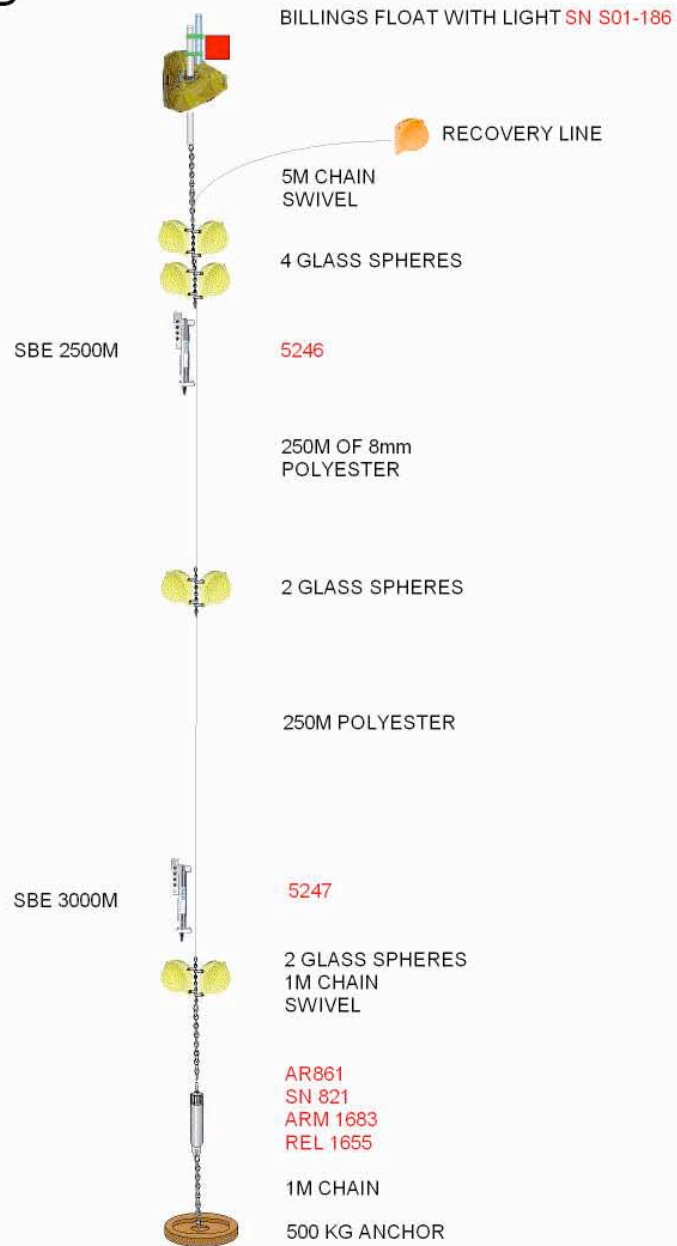 BILLINGS FLOAT WITH LIGHT SN S01-186
RECOVERY LINE
5M CHAIN
SWIVEL
4 GLASS SPHERES
SBE 2500M
5246
250M OF 8mm
POLYESTER
2 GLASS SPHERES
250M POLYESTER
SBE 3000M
5247
2 GLASS SPHERES
1M CHAIN
SWIVEL
AR861
SN 821
ARM 1683
REL 1655
1M CHAIN
500 KG ANCHOR